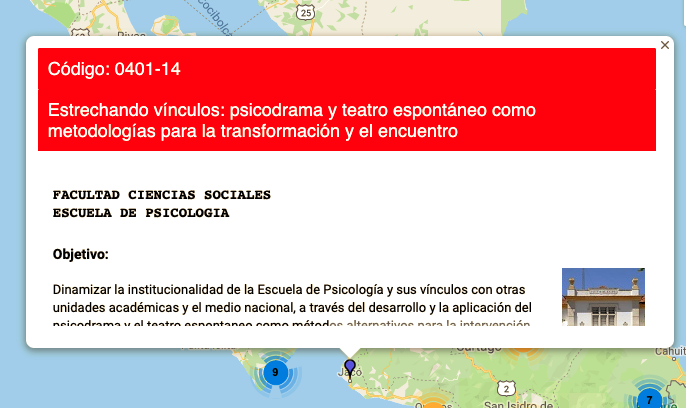 25
Cocibolca
×
Código: 0401-14
Estrechando vínculos: psicodrama y teatro espontáneo como
metodologías para la transformación y el encuentro
FACULTAD CIENCIAS SOCIALES
ESCUELA DE PSICOLOGIA
Objetivo:
Dinamizar la institucionalidad de la Escuela de Psicología y sus vínculos con otras
unidades académicas y el medio nacional, a través del desarrollo y la aplicación del
psicodrama y el teatro espontaneo como métodos alternativos para la intervención
9
Jacó
Cahuit
2
San Isidro de
7